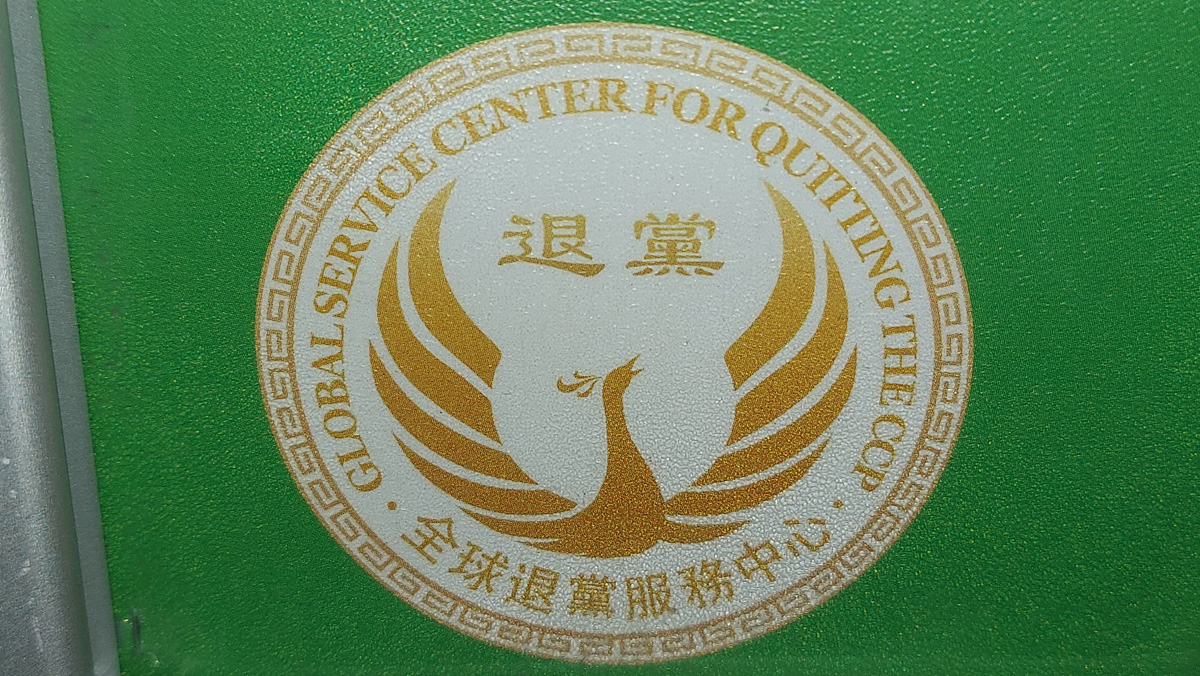 GLOBAL SERVICE CENTER FOR QUITTING THE CCP
退黨
· 全球退黨服務中心 ·